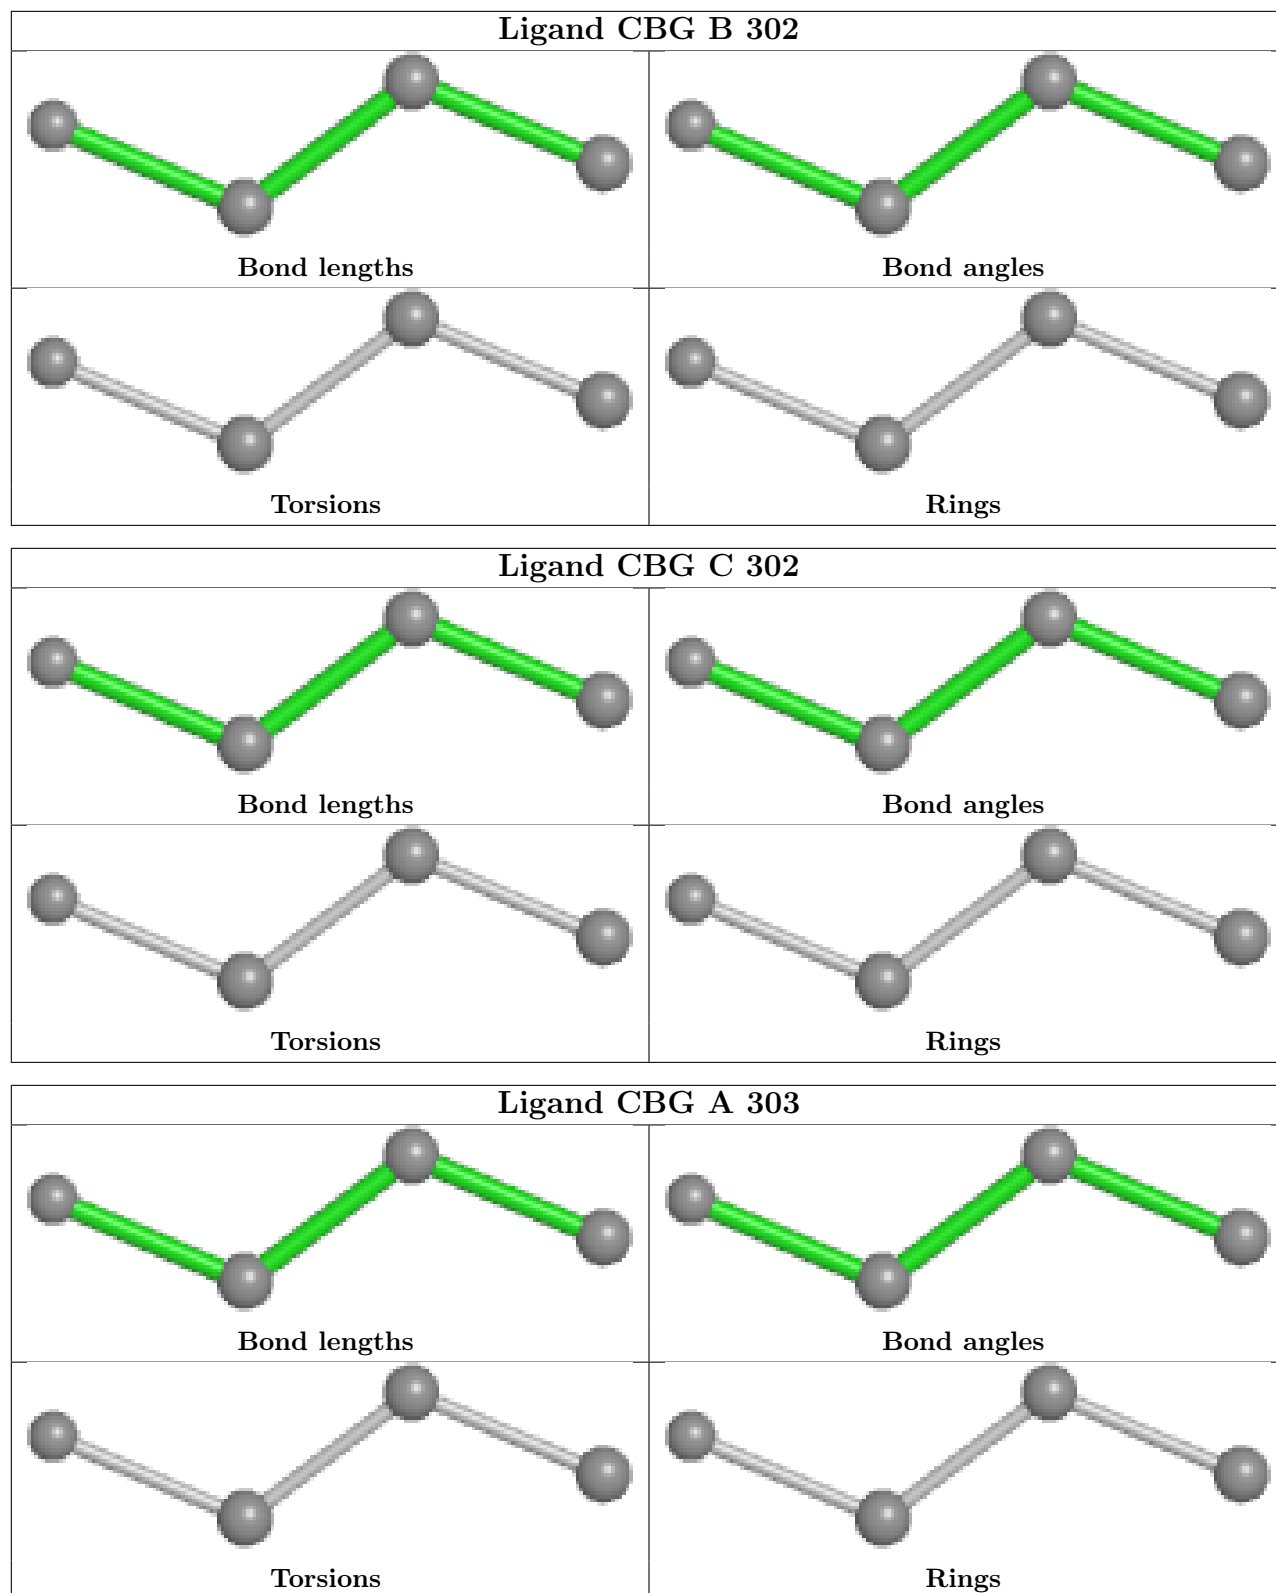 Ligand CBG B 302
Bond lengths
Bond angles
Torsions
Rings
Ligand CBG C 302
Bond lengths
Bond angles
Torsions
Rings
Ligand CBG A 303
Bond lengths
Bond angles
Torsions
Rings